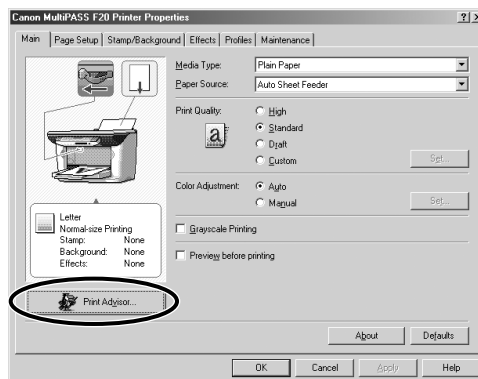 Canon MultiPASS F20 Printer Properties
Main Page Setup Stamp/Background Effects Profiles Maintenance
Media Type: Plain Paper
Paper Source: Auto Sheet Feeder
Print Quality: High
Standard
Draft
Custom Set...
Color Adjustment: Auto
Manual Set...
Grayscale Printing
Preview before printing
Letter
Normal-size Printing
Stamp: None
Background: None
Effects: None
Print Advisor...
About Defaults
OK Cancel Apply Help